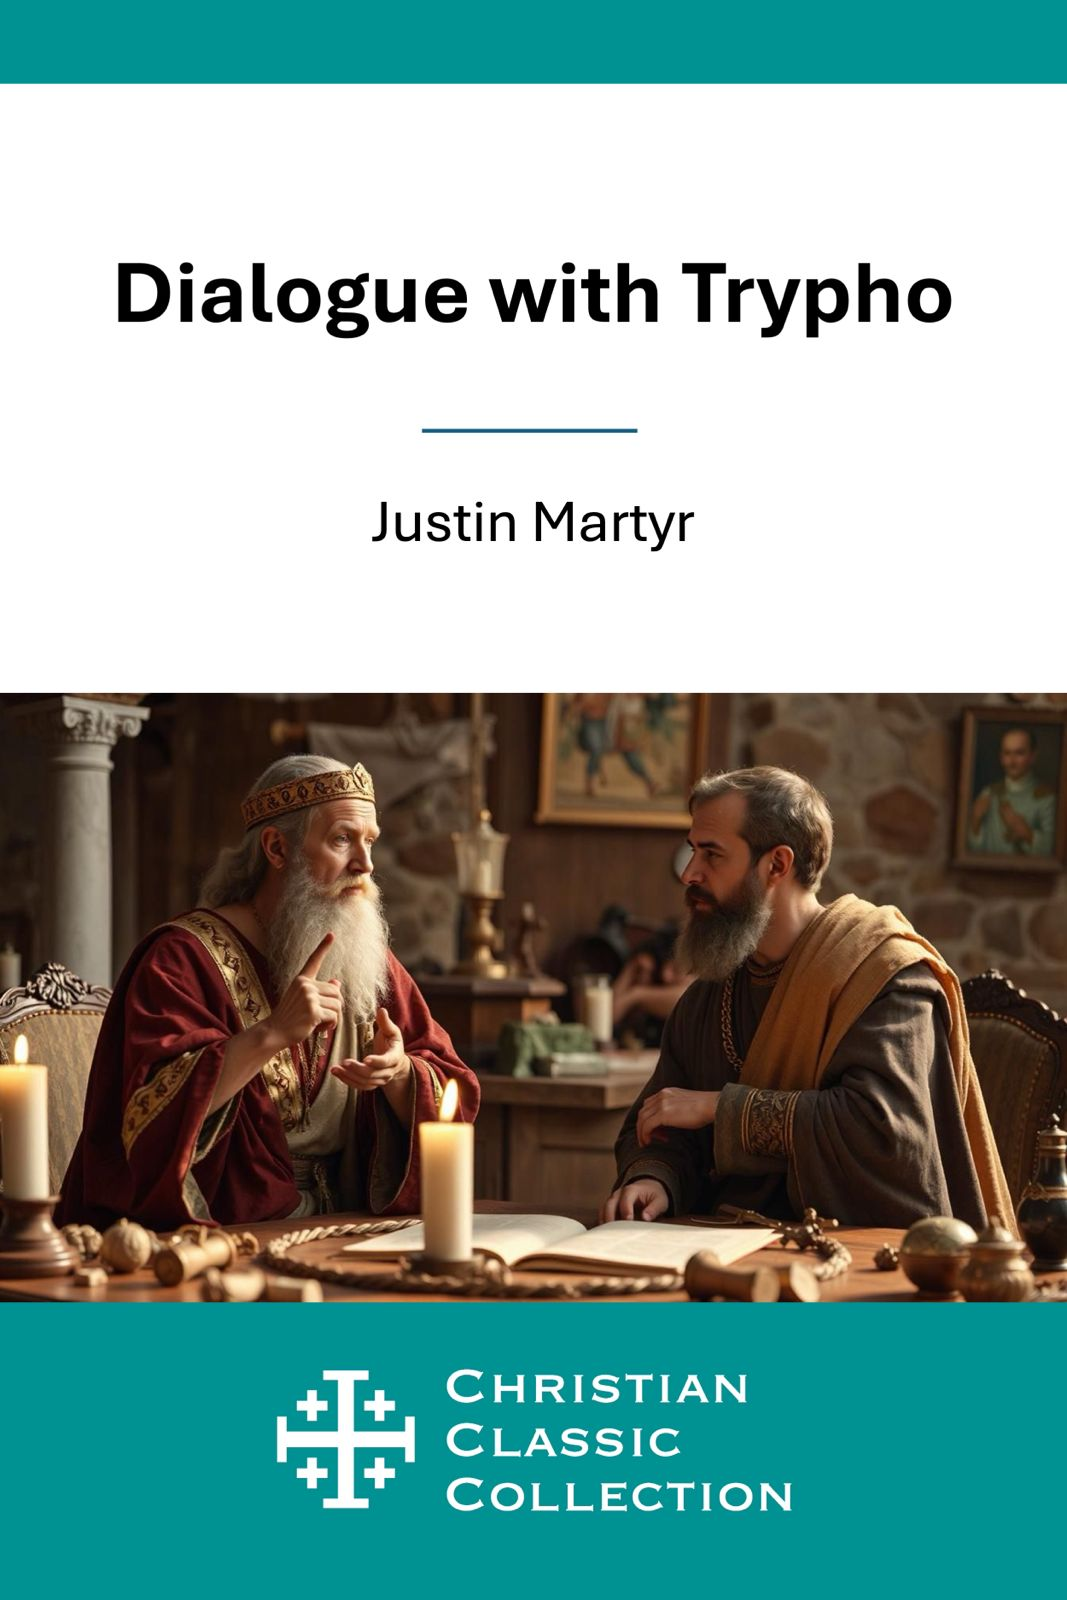 Dialogue with Trypho
Justin Martyr
Christian
Classic
Collection